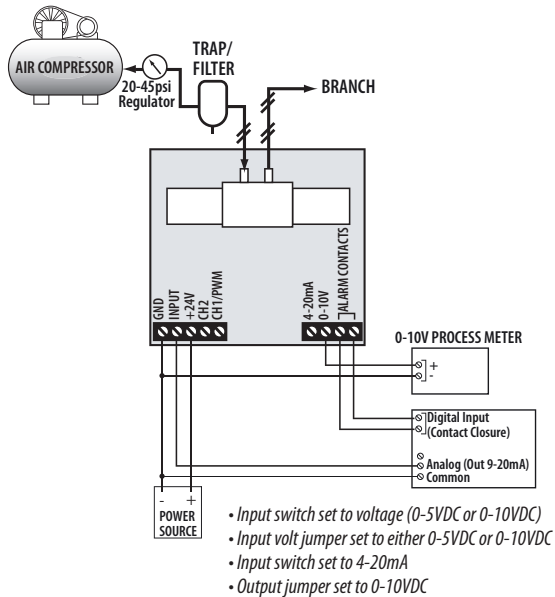 TRAP/
FILTER
AIR COMPRESSOR
20-45psi
Regulator
BRANCH
GND
INPUT
+24V
CH2
CH1/PWM
4-20mA
0-10V
ALARM CONTACTS
0-10V PROCESS METER
+
-
Digital Input
(Contact Closure)
Analog (Out 9-20mA)
Common
- +
POWER
SOURCE
• Input switch set to voltage (0-5VDC or 0-10VDC)
• Input volt jumper set to either 0-5VDC or 0-10VDC
• Input switch set to 4-20mA
• Output jumper set to 0-10VDC